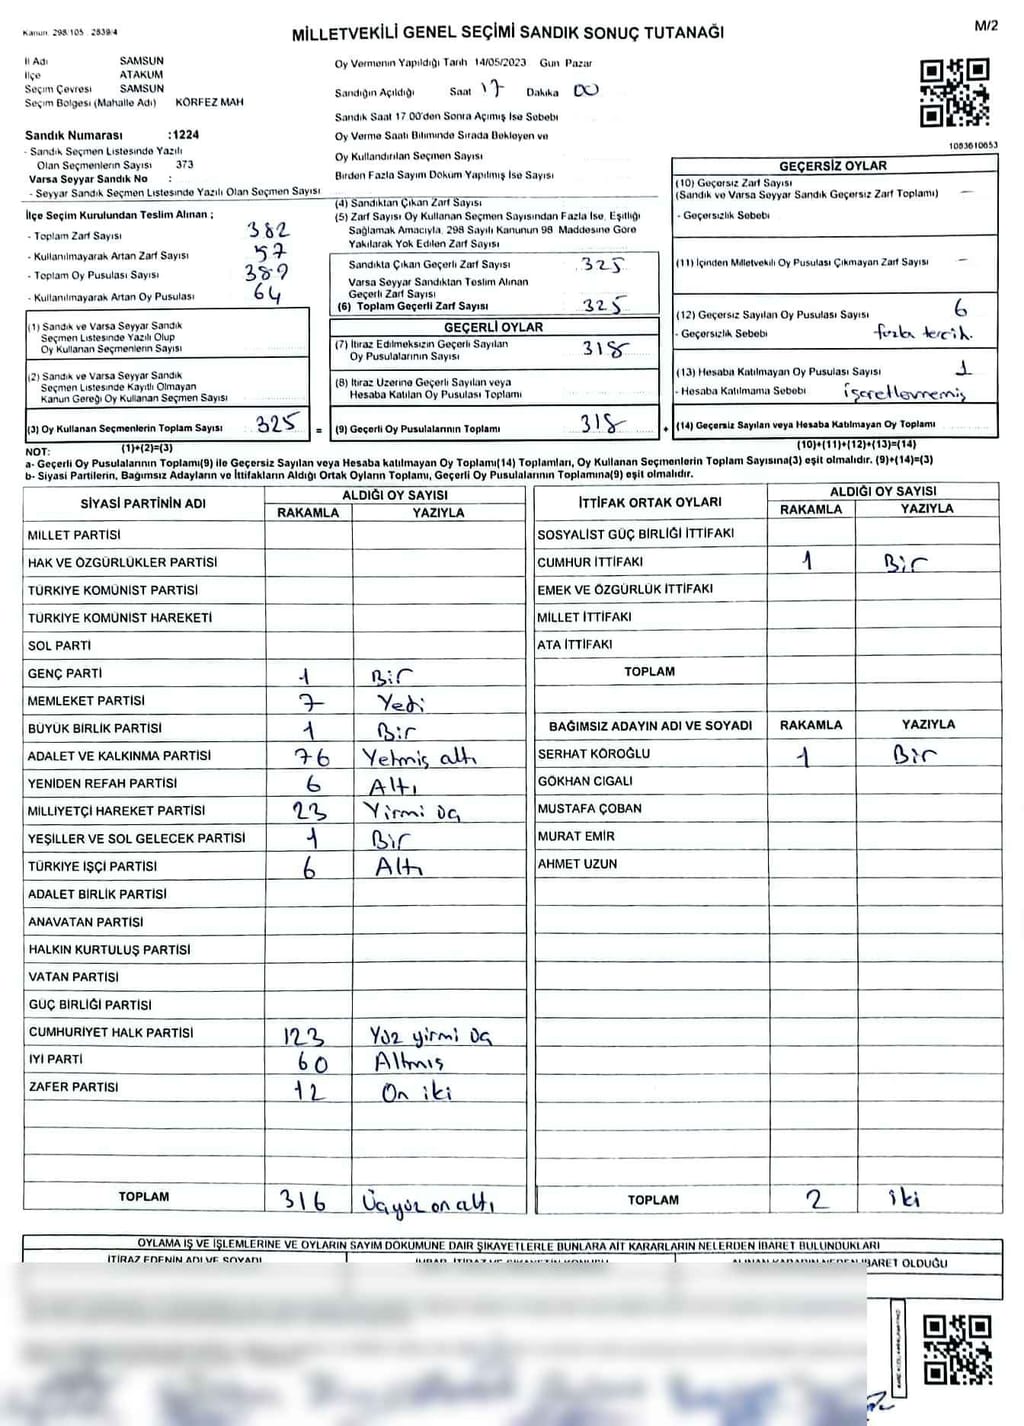 Kanun: 298/105 2839/4
MİLLETVEKİLİ GENEL SEÇİMİ SANDIK SONUÇ TUTANAĞI
M/2
İl Adı SAMSUN
İlçe ATAKUM
Seçim Çevresi SAMSUN
Seçim Bölgesi (Mahalle Adı) KÖRFEZ MAH
Sandık Numarası :1224
- Sandık Seçmen Listesinde Yazılı
Olan Seçmenlerin Sayısı 373
Varsa Seyyar Sandık No :
- Seyyar Sandık Seçmen Listesinde Yazılı Olan Seçmen Sayısı
Oy Vermenin Yapıldığı Tarih 14/05/2023 Gün Pazar
Sandığın Açıldığı Saat 17 Dakika 00
Sandık Saat 17.00'den Sonra Açımış İse Sebebi
Oy Verme Saati Bitiminde Sırada Bekleyen ve
Oy Kullandırılan Seçmen Sayısı
Birden Fazla Sayım Döküm Yapılmış İse Sayısı
1083610653
İlçe Seçim Kurulundan Teslim Alınan ;
- Toplam Zarf Sayısı 382
- Kullanılmayarak Artan Zarf Sayısı 57
- Toplam Oy Pusulası Sayısı 389
- Kullanılmayarak Artan Oy Pusulası 64
(1) Sandık ve Varsa Seyyar Sandık
Seçmen Listesinde Yazılı Olup
Oy Kullanan Seçmenlerin Sayısı
(2) Sandık ve Varsa Seyyar Sandık
Seçmen Listesinde Kayıtlı Olmayan
Kanun Gereği Oy Kullanan Seçmen Sayısı
(3) Oy Kullanan Seçmenlerin Toplam Sayısı 325 =
(4) Sandıktan Çıkan Zarf Sayısı
(5) Zarf Sayısı Oy Kullanan Seçmen Sayısından Fazla İse, Eşitliği
Sağlamak Amacıyla, 298 Sayılı Kanunun 98. Maddesine Göre
Yakılarak Yok Edilen Zarf Sayısı
Sandıkta Çıkan Geçerli Zarf Sayısı 325
Varsa Seyyar Sandıktan Teslim Alınan
Geçerli Zarf Sayısı
(6) Toplam Geçerli Zarf Sayısı 325
GEÇERLİ OYLAR
(7) İtiraz Edilmeksizin Geçerli Sayılan
Oy Pusulalarının Sayısı 318
(8) İtiraz Üzerine Geçerli Sayılan veya
Hesaba Katılan Oy Pusulası Toplamı
(9) Geçerli Oy Pusulalarının Toplamı 318 +
GEÇERSİZ OYLAR
(10) Geçersiz Zarf Sayısı
(Sandık ve Varsa Seyyar Sandık Geçersiz Zarf Toplamı) -
- Geçersizlik Sebebi
(11) İçinden Milletvekili Oy Pusulası Çıkmayan Zarf Sayısı -
(12) Geçersiz Sayılan Oy Pusulası Sayısı 6
- Geçersizlik Sebebi fazla tercih.
(13) Hesaba Katılmayan Oy Pusulası Sayısı 1
- Hesaba Katılmama Sebebi işaretlenmemiş
(14) Geçersiz Sayılan veya Hesaba Katılmayan Oy Toplamı
NOT: (1)+(2)=(3) (10)+(11)+(12)+(13)=(14)
a- Geçerli Oy Pusulalarının Toplamı(9) ile Geçersiz Sayılan veya Hesaba katılmayan Oy Toplamı(14) Toplamları, Oy Kullanan Seçmenlerin Toplam Sayısına(3) eşit olmalıdır. (9)+(14)=(3)
b- Siyasi Partilerin, Bağımsız Adayların ve İttifakların Aldığı Ortak Oyların Toplamı, Geçerli Oy Pusulalarının Toplamına(9) eşit olmalıdır.
SİYASİ PARTİNİN ADI ALDIĞI OY SAYISI
RAKAMLA YAZIYLA
MİLLET PARTİSİ
HAK VE ÖZGÜRLÜKLER PARTİSİ
TÜRKİYE KOMÜNİST PARTİSİ
TÜRKİYE KOMÜNİST HAREKETİ
SOL PARTİ
GENÇ PARTİ 1 Bir
MEMLEKET PARTİSİ 7 Yedi
BÜYÜK BİRLİK PARTİSİ 1 Bir
ADALET VE KALKINMA PARTİSİ 76 Yetmiş altı
YENİDEN REFAH PARTİSİ 6 Altı
MİLLİYETÇİ HAREKET PARTİSİ 23 Yirmi üç
YEŞİLLER VE SOL GELECEK PARTİSİ 1 Bir
TÜRKİYE İŞÇİ PARTİSİ 6 Altı
ADALET BİRLİK PARTİSİ
ANAVATAN PARTİSİ
HALKIN KURTULUŞ PARTİSİ
VATAN PARTİSİ
GÜÇ BİRLİĞİ PARTİSİ
CUMHURİYET HALK PARTİSİ 123 Yüz yirmi üç
İYİ PARTİ 60 Altmış
ZAFER PARTİSİ 12 On iki
TOPLAM 316 Üçyüz on altı
İTTİFAK ORTAK OYLARI ALDIĞI OY SAYISI
RAKAMLA YAZIYLA
SOSYALİST GÜÇ BİRLİĞİ İTTİFAKI
CUMHUR İTTİFAKI 1 Bir
EMEK VE ÖZGÜRLÜK İTTİFAKI
MİLLET İTTİFAKI
ATA İTTİFAKI
TOPLAM
BAĞIMSIZ ADAYIN ADI VE SOYADI RAKAMLA YAZIYLA
SERHAT KÖROĞLU 1 Bir
GÖKHAN CIGALI
MUSTAFA ÇOBAN
MURAT EMİR
AHMET UZUN
TOPLAM 2 iki
OYLAMA İŞ VE İŞLEMLERİNE VE OYLARIN SAYIM DÖKÜMÜNE DAİR ŞİKAYETLERLE BUNLARA AİT KARARLARIN NELERDEN İBARET BULUNDUKLARI
İTİRAZ EDENİN ADI VE SOYADI
İBARET OLDUĞU